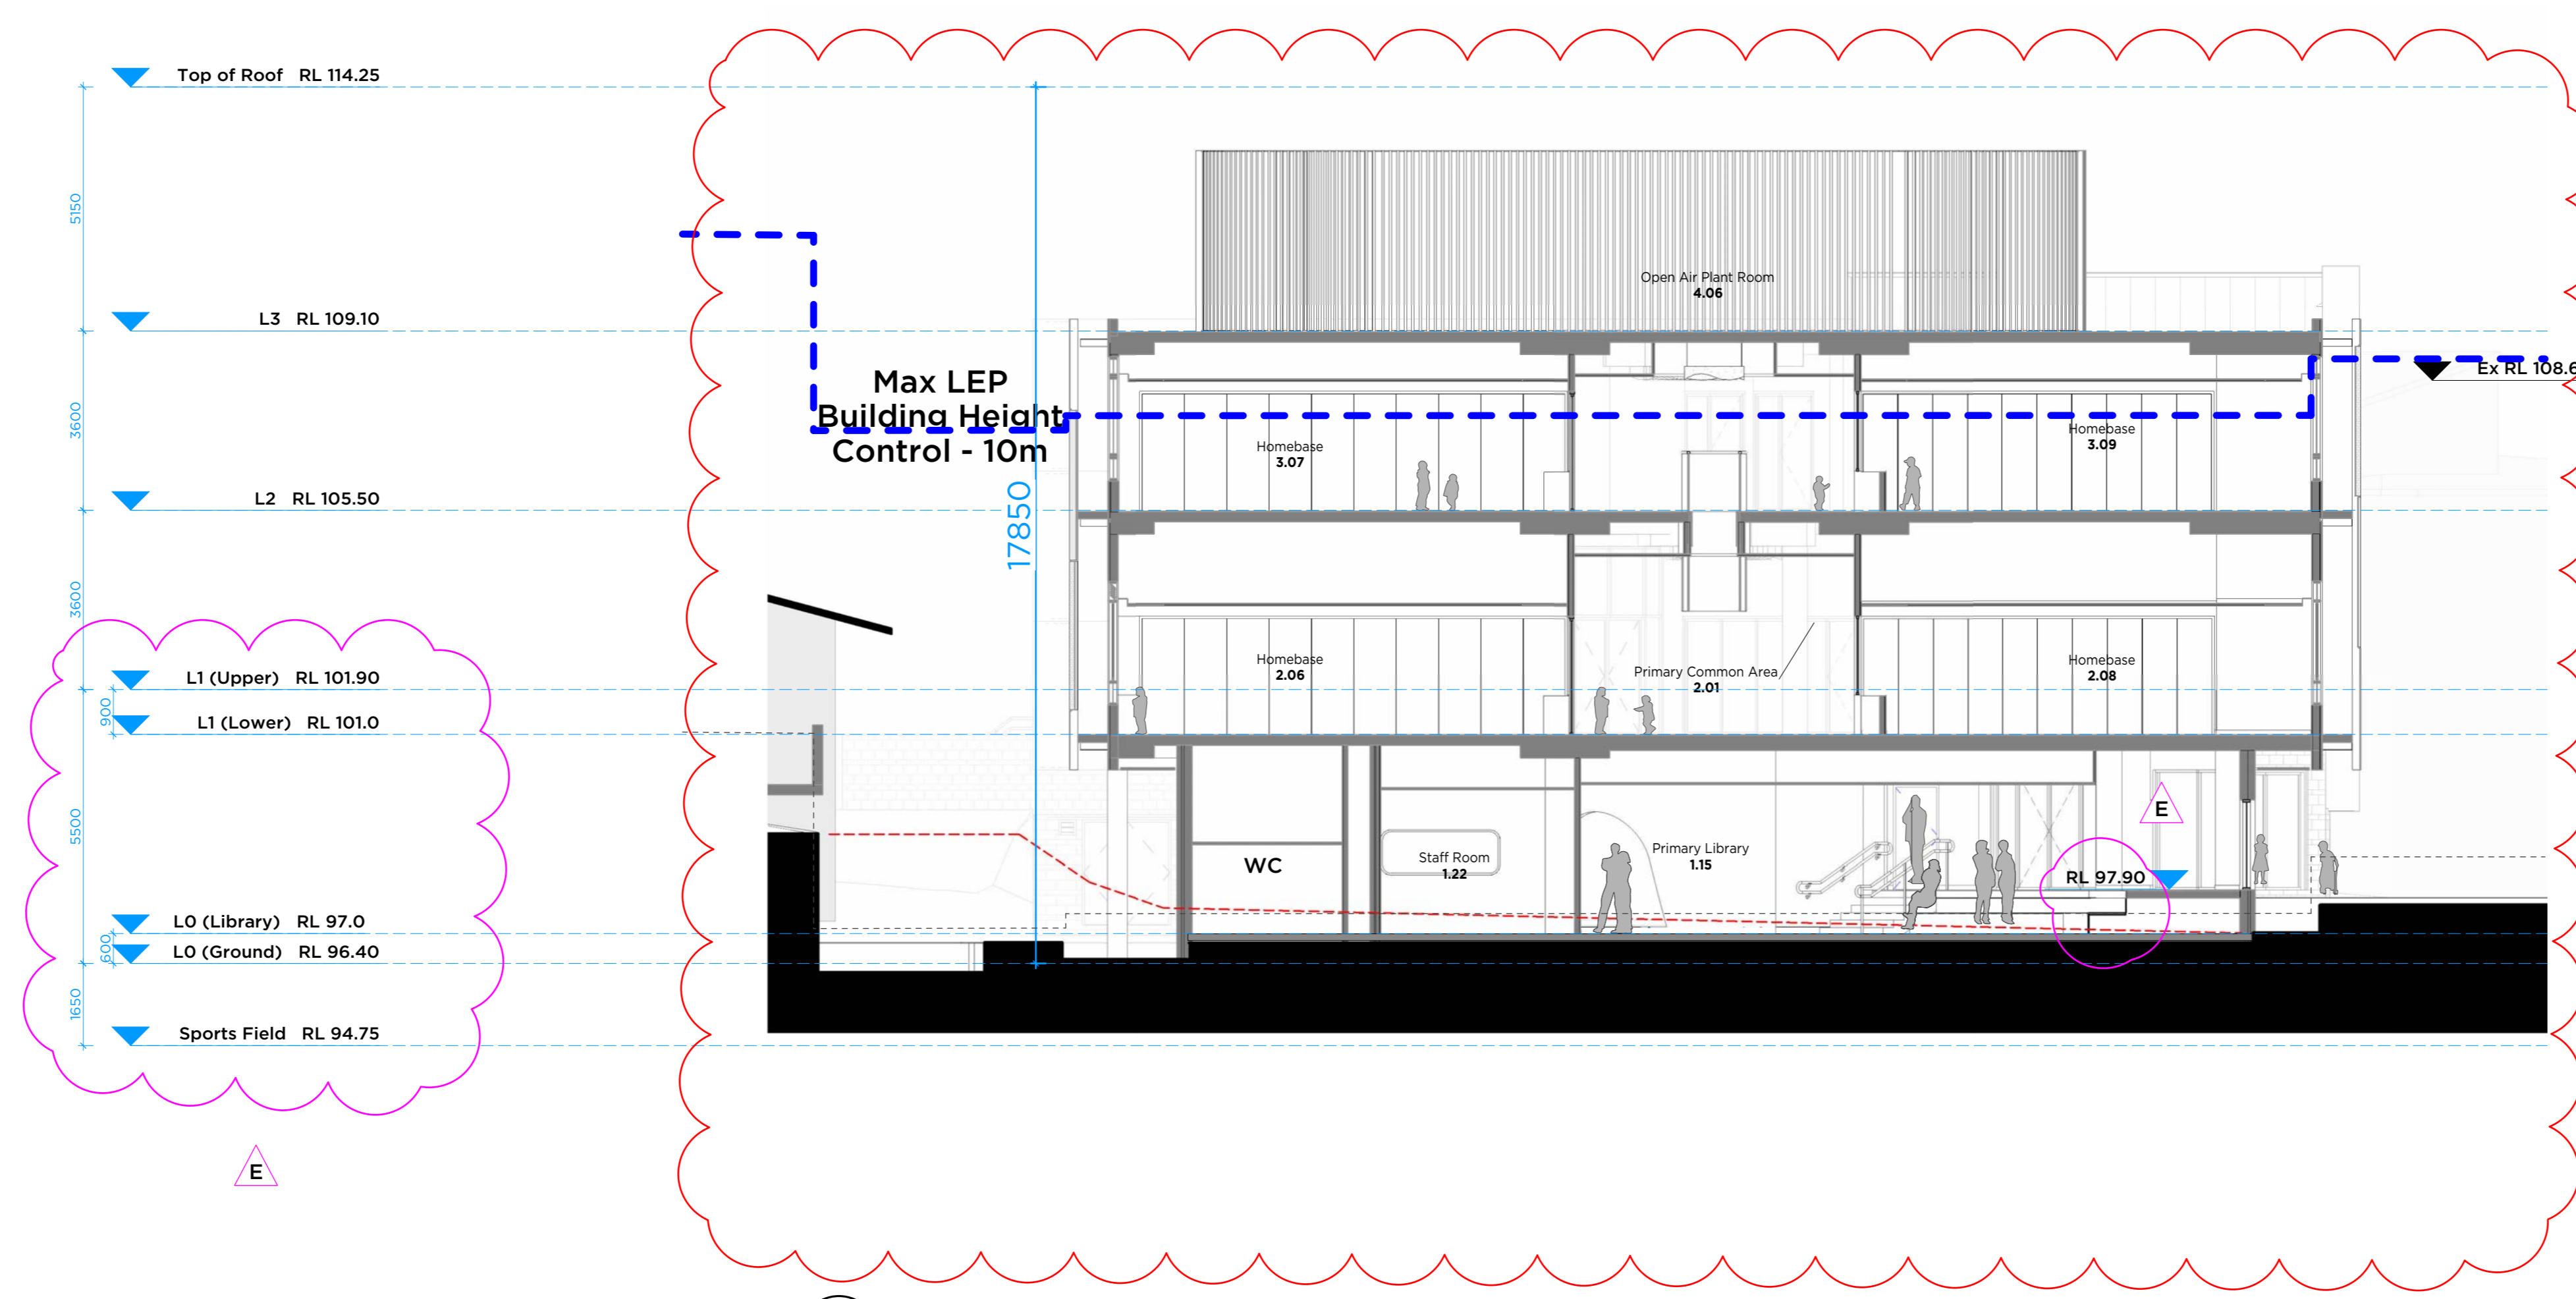 Top of Roof RL 114.25
5150
L3 RL 109.10
3600
L2 RL 105.50
3600
L1 (Upper) RL 101.90
900
L1 (Lower) RL 101.0
5500
L0 (Library) RL 97.0
600
L0 (Ground) RL 96.40
1650
Sports Field RL 94.75
E
Max LEP
Building Height
Control - 10m
17850
Open Air Plant Room
4.06
Ex RL 108.6
Homebase
3.07
Homebase
3.09
Homebase
2.06
Primary Common Area
2.01
Homebase
2.08
WC
Staff Room
1.22
Primary Library
1.15
E
RL 97.90